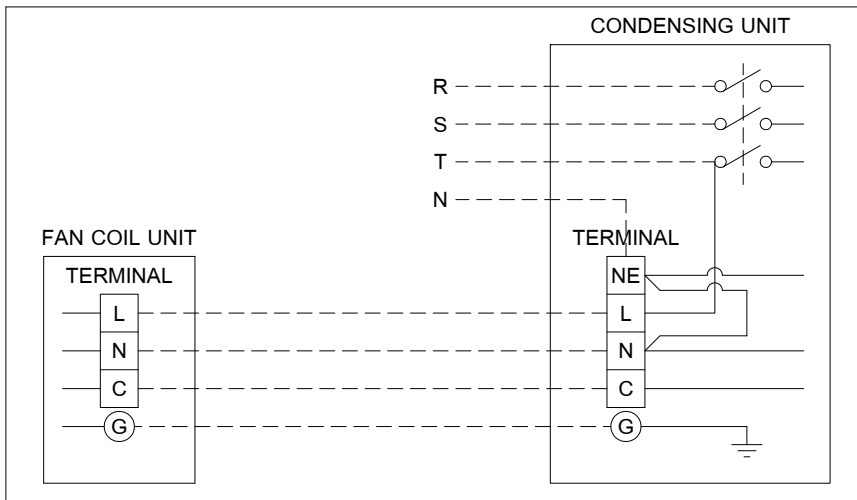 CONDENSING UNIT
R
S
T
N
FAN COIL UNIT
TERMINAL
TERMINAL
NE
L
L
N
N
C
C
G
G